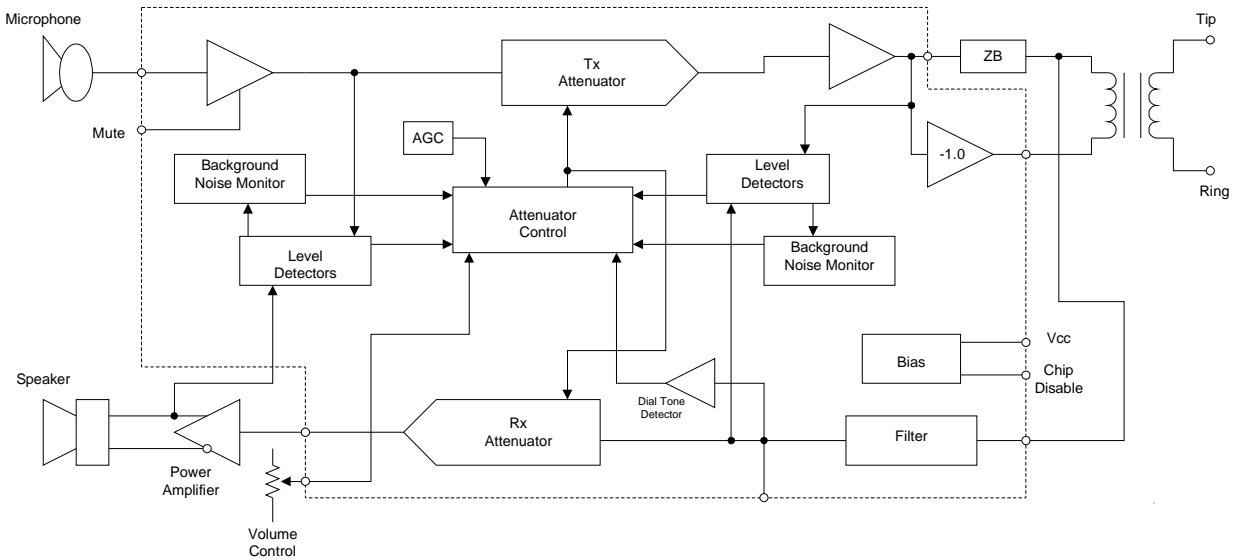 Microphone
Tip
Tx
Attenuator
ZB
Mute
AGC
-1.0
Background
Noise Monitor
Level
Detectors
Ring
Attenuator
Control
Level
Detectors
Background
Noise Monitor
Vcc
Bias
Chip
Disable
Speaker
Dial Tone
Detector
Rx
Attenuator
Filter
Power
Amplifier
Volume
Control